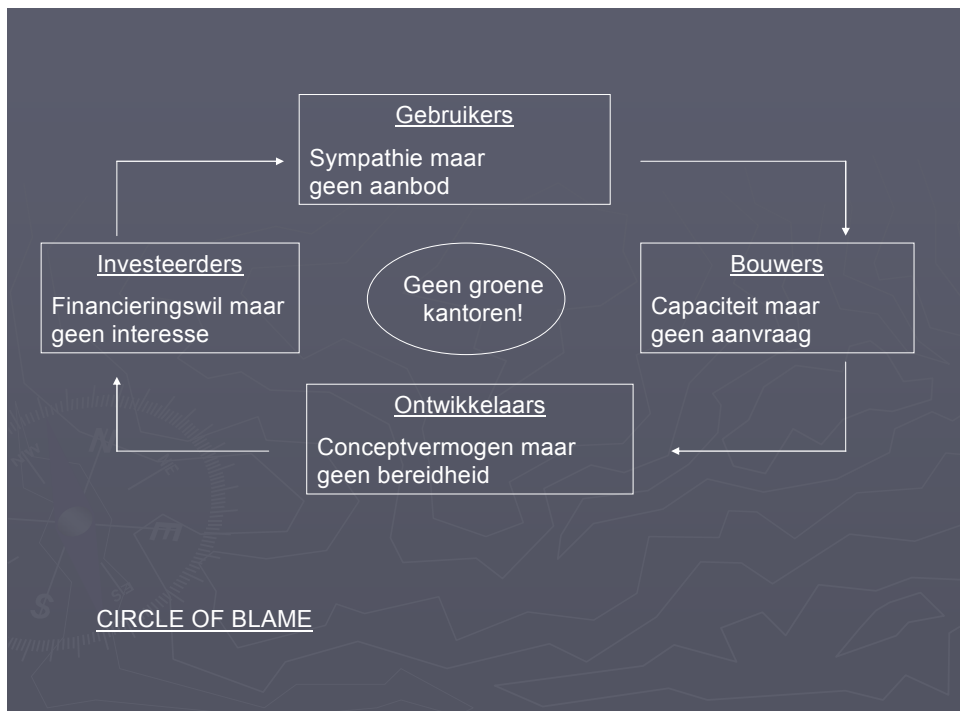 Gebruikers
Sympathie maar
geen aanbod
Investeerders
Financieringswil maar
geen interesse
Geen groene
kantoren!
Bouwers
Capaciteit maar
geen aanvraag
Ontwikkelaars
Conceptvermogen maar
geen bereidheid
N
E
S
CIRCLE OF BLAME